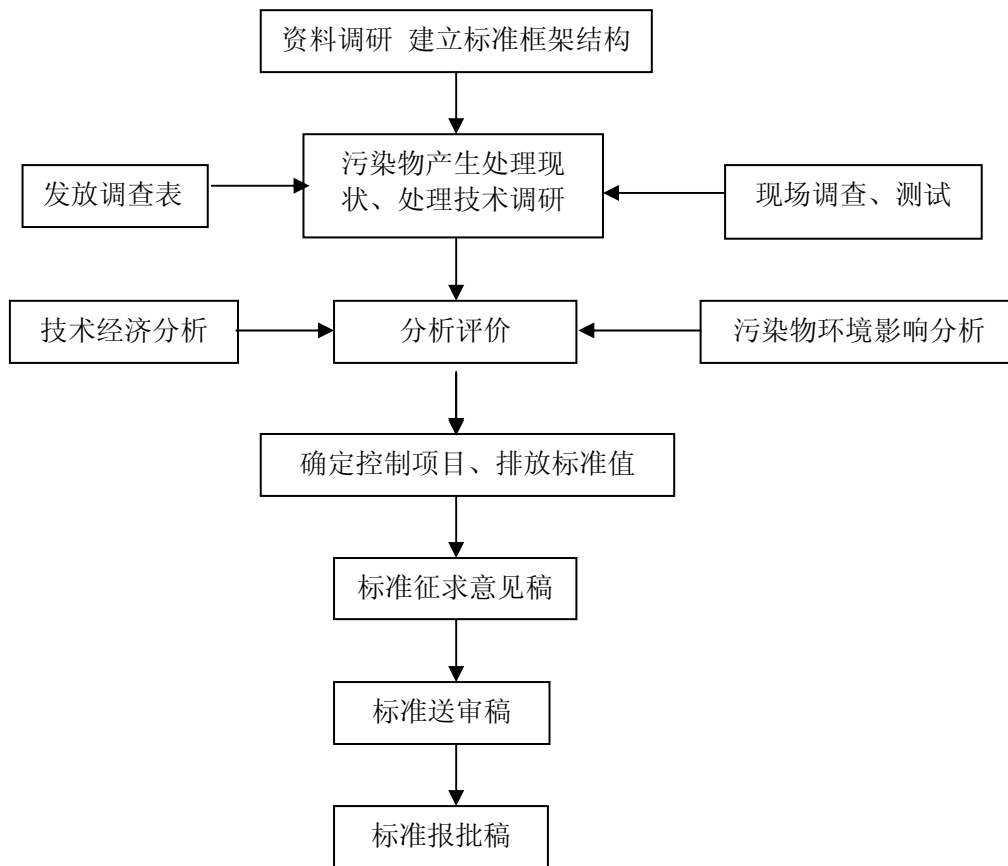 资料调研 建立标准框架结构
污染物产生处理现
状、处理技术调研
发放调查表
现场调查、测试
技术经济分析
分析评价
污染物环境影响分析
确定控制项目、排放标准值
标准征求意见稿
标准送审稿
标准报批稿